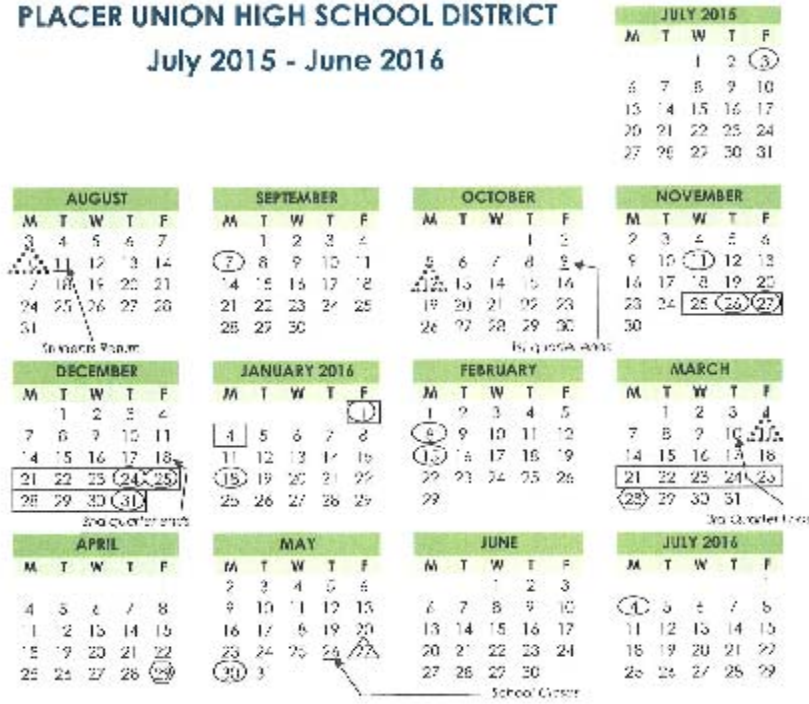 PLACER UNION HIGH SCHOOL DISTRICT
July 2015 - June 2016
JULY 2015
M T W T F
1 2 3
6 7 8 9 10
13 14 15 16 17
20 21 22 23 24
27 28 29 30 31
AUGUST
M T W T F
3 4 5 6 7
11 12 13 14
18 19 20 21
24 25 26 27 28
31
Students Return
SEPTEMBER
M T W T F
1 2 3 4
7 8 9 10 11
14 15 16 17 18
21 22 23 24 25
28 29 30
OCTOBER
M T W T F
1 2
5 6 7 8 9
12 13 14 15 16
19 20 21 22 23
26 27 28 29 30
1st quarter ends
NOVEMBER
M T W T F
2 3 4 5 6
9 10 11 12 13
16 17 18 19 20
23 24 25 26 27
30
DECEMBER
M T W T F
1 2 3 4
7 8 9 10 11
14 15 16 17 18
21 22 23 24 25
28 29 30 31
2nd quarter ends
JANUARY 2016
M T W T F
1
4 5 6 7 8
11 12 13 14 15
18 19 20 21 22
25 26 27 28 29
FEBRUARY
M T W T F
1 2 3 4 5
8 9 10 11 12
15 16 17 18 19
22 23 24 25 26
29
MARCH
M T W T F
1 2 3 4
7 8 9 10 11
14 15 16 17 18
21 22 23 24 25
28 29 30 31
3rd Quarter Ends
APRIL
M T W T F
4 5 6 7 8
11 12 13 14 15
18 19 20 21 22
25 26 27 28 29
MAY
M T W T F
2 3 4 5 6
9 10 11 12 13
16 17 18 19 20
23 24 25 26 27
30 31
School Closes
JUNE
M T W T F
1 2 3
6 7 8 9 10
13 14 15 16 17
20 21 22 23 24
27 28 29 30
JULY 2016
M T W T F
1
4 5 6 7 8
11 12 13 14 15
18 19 20 21 22
25 26 27 28 29